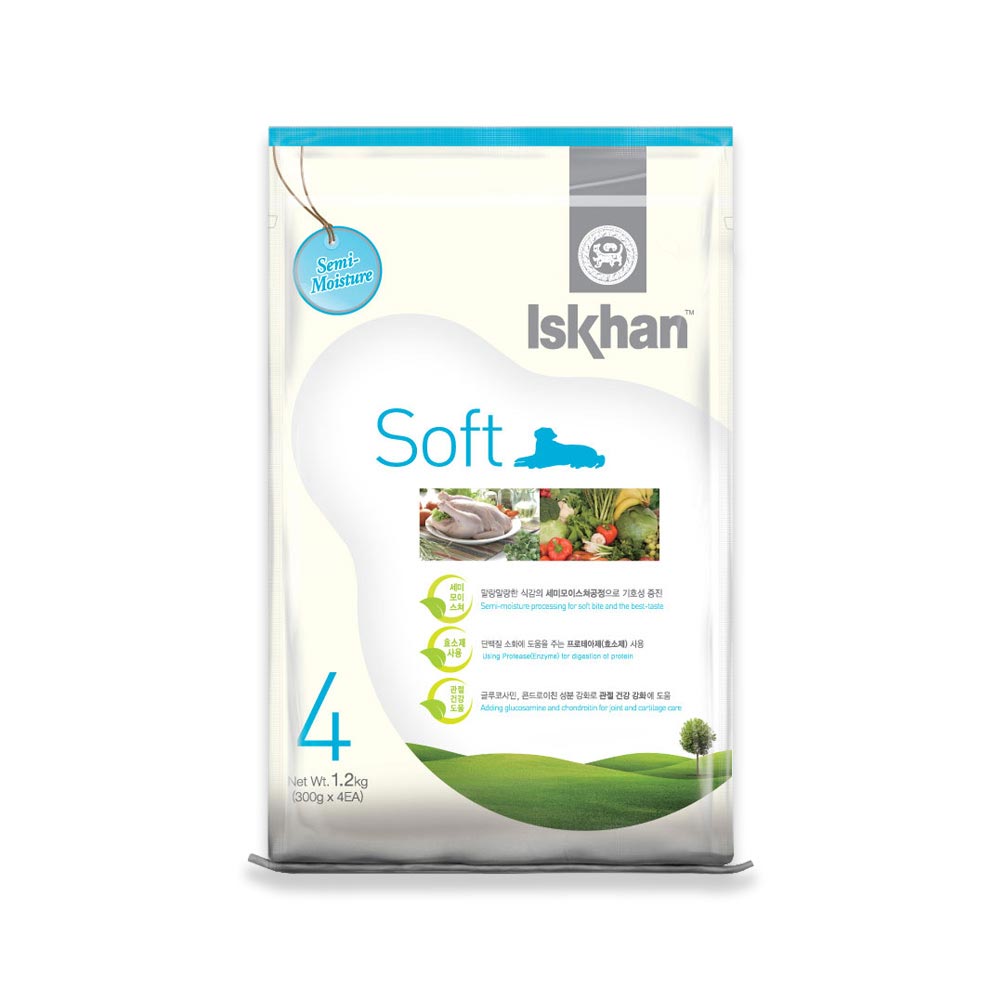 Semi-
Moisture
Iskhan™
Soft
세미
모이
스쳐
말랑말랑한 식감의 세미모이스쳐공정으로 기호성 증진
Semi-moisture processing for soft bite and the best-taste
효소제
사용
단백질 소화에 도움을 주는 프로테아제(효소제) 사용
Using Protease(Enzyme) for digestion of protein
관절
건강
도움
글루코사민, 콘드로이친 성분 강화로 관절 건강 강화에 도움
Adding glucosamine and chondroitin for joint and cartilage care
4
Net Wt. 1.2kg
(300g x 4EA)